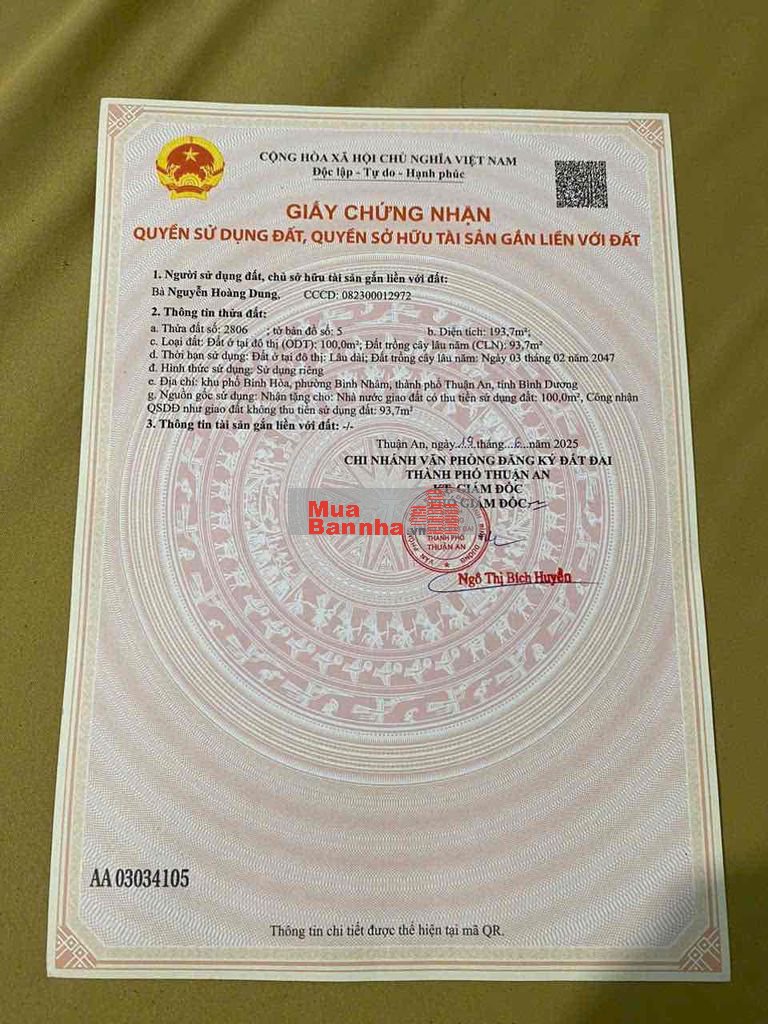 CỘNG HÒA XÃ HỘI CHỦ NGHĨA VIỆT NAM
Độc lập - Tự do - Hạnh phúc
GIẤY CHỨNG NHẬN
QUYỀN SỬ DỤNG ĐẤT, QUYỀN SỞ HỮU TÀI SẢN GẮN LIỀN VỚI ĐẤT
1. Người sử dụng đất, chủ sở hữu tài sản gắn liền với đất:
Bà Nguyễn Hoàng Dung, CCCD: 082300012972
2. Thông tin thửa đất:
a. Thửa đất số: 2806 ; tờ bản đồ số: 5 b. Diện tích: 193,7m²;
c. Loại đất: Đất ở tại đô thị (ODT): 100,0m²; Đất trồng cây lâu năm (CLN): 93,7m²
d. Thời hạn sử dụng: Đất ở tại đô thị: Lâu dài; Đất trồng cây lâu năm: Ngày 03 tháng 02 năm 2047
đ. Hình thức sử dụng: Sử dụng riêng
e. Địa chỉ: khu phố Bình Hòa, phường Bình Nhâm, thành phố Thuận An, tỉnh Bình Dương
g. Nguồn gốc sử dụng: Nhận tặng cho: Nhà nước giao đất có thu tiền sử dụng đất: 100,0m², Công nhận
QSDĐ như giao đất không thu tiền sử dụng đất: 93,7m²
3. Thông tin tài sản gắn liền với đất: -/-
Thuận An, ngày 19 tháng 6 năm 2025
CHI NHÁNH VĂN PHÒNG ĐĂNG KÝ ĐẤT ĐAI
THÀNH PHỐ THUẬN AN
KT. GIÁM ĐỐC
PHÓ GIÁM ĐỐC
Mua
Bannha.vn
THÀNH PHỐ
THUẬN AN
Ngô Thị Bích Huyền
AA 03034105
Thông tin chi tiết được thể hiện tại mã QR.